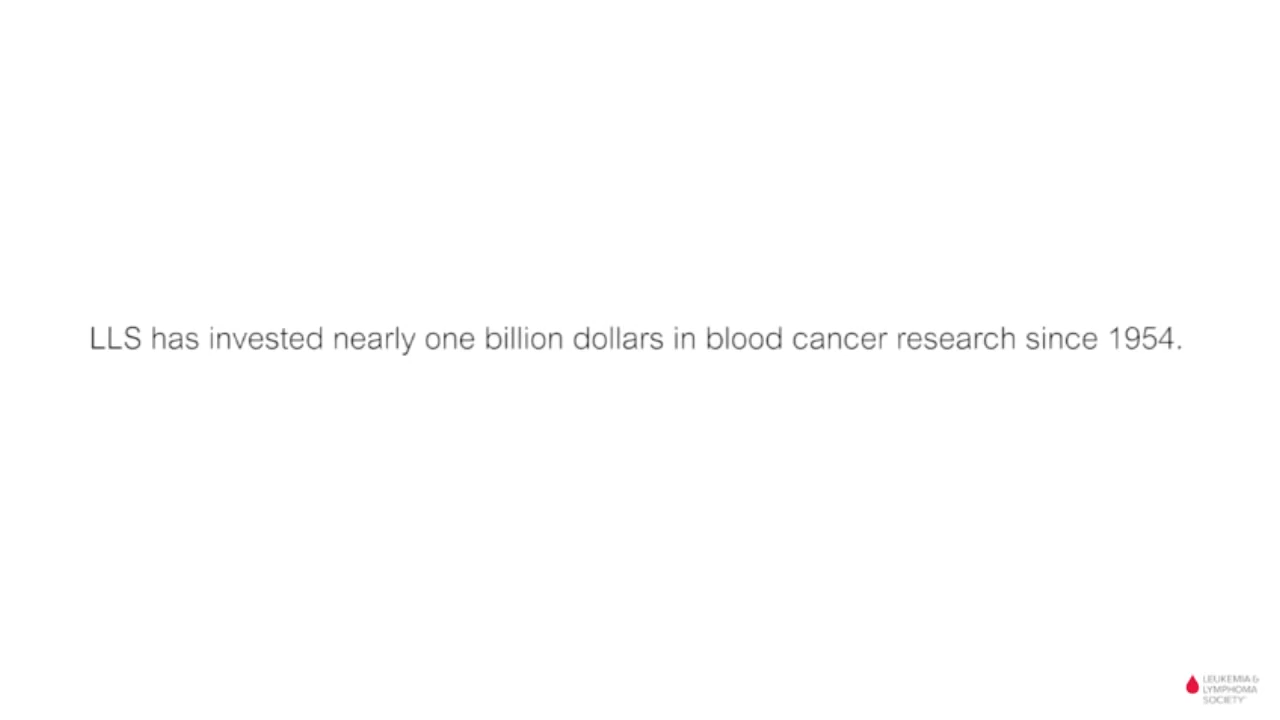 LLS has invested nearly one billion dollars in blood cancer research since 1954.
LEUKEMIA &
LYMPHOMA
SOCIETY